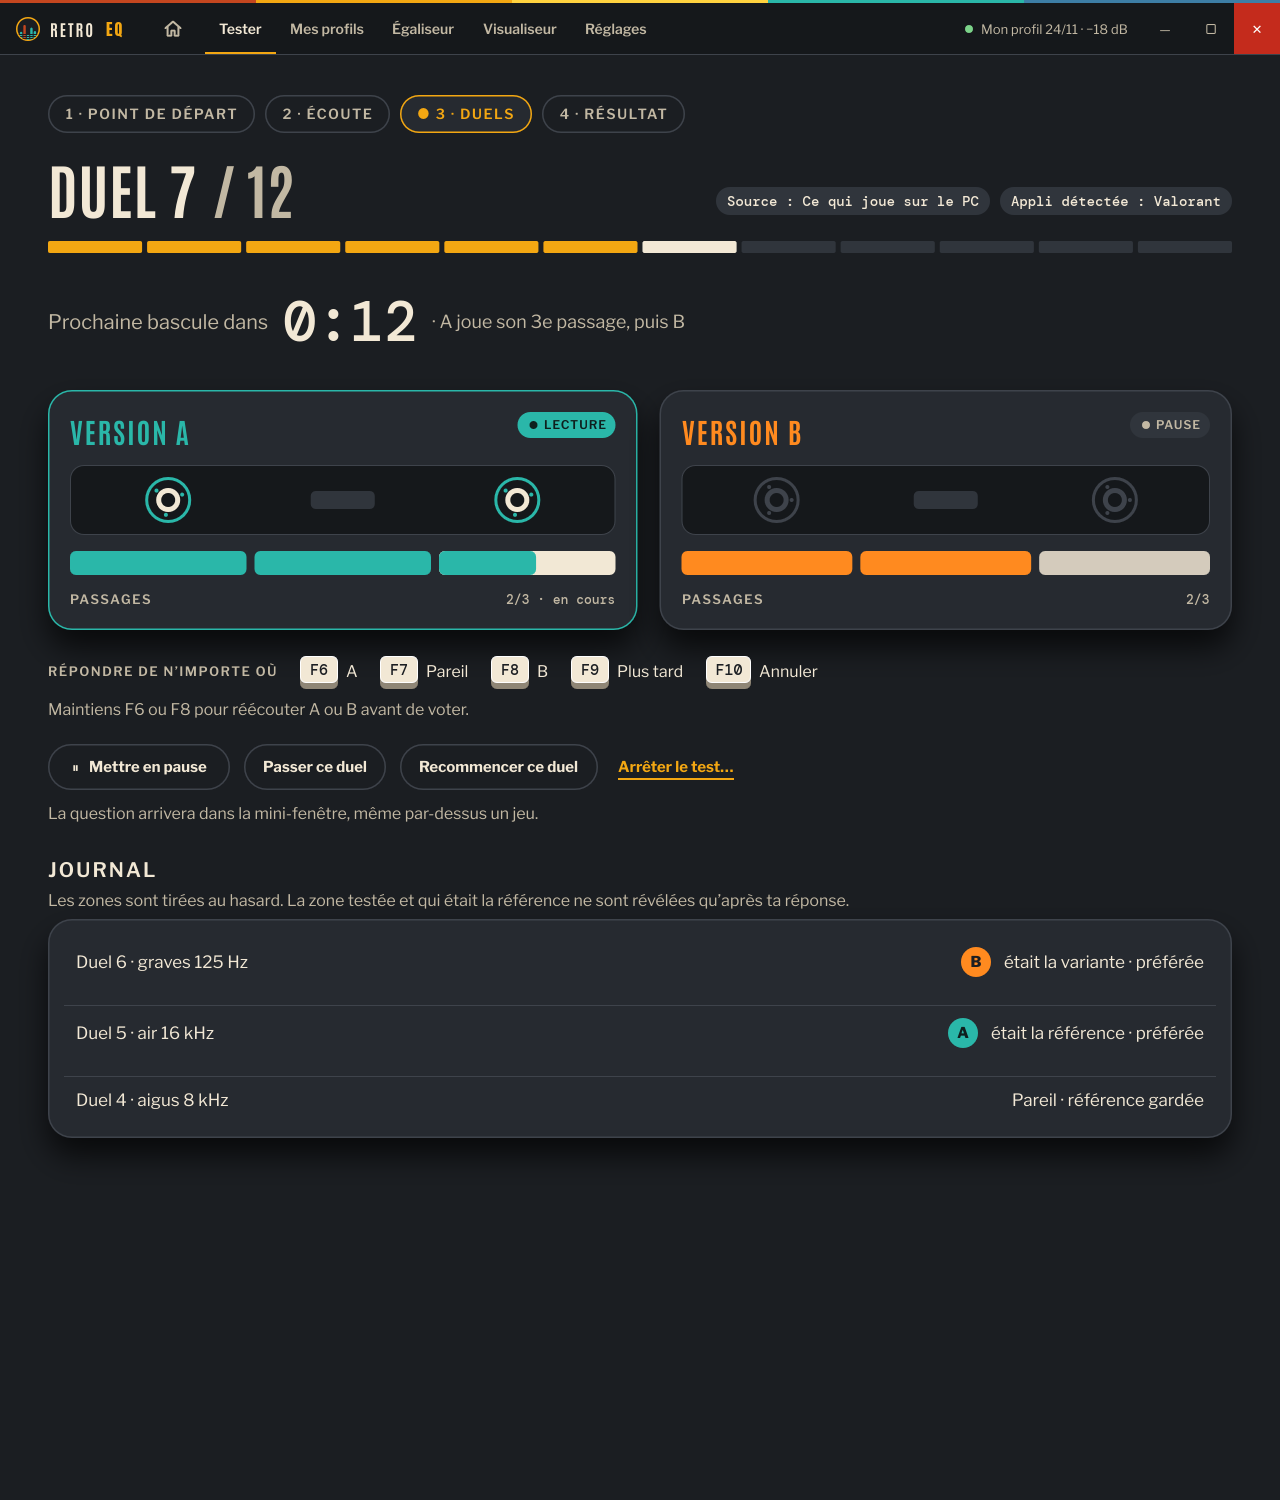 RETRO EQ
Tester
Mes profils
Égaliseur
Visualiseur
Réglages
Mon profil 24/11 · −18 dB
1 · POINT DE DÉPART
2 · ÉCOUTE
3 · DUELS
4 · RÉSULTAT
DUEL 7 / 12
Source : Ce qui joue sur le PC
Appli détectée : Valorant
Prochaine bascule dans 0:12 · A joue son 3e passage, puis B
VERSION A
LECTURE
PASSAGES
2/3 · en cours
VERSION B
PAUSE
PASSAGES
2/3
RÉPONDRE DE N’IMPORTE OÙ
F6 A
F7 Pareil
F8 B
F9 Plus tard
F10 Annuler
Maintiens F6 ou F8 pour réécouter A ou B avant de voter.
Mettre en pause
Passer ce duel
Recommencer ce duel
Arrêter le test…
La question arrivera dans la mini-fenêtre, même par-dessus un jeu.
JOURNAL
Les zones sont tirées au hasard. La zone testée et qui était la référence ne sont révélées qu’après ta réponse.
Duel 6 · graves 125 Hz
B était la variante · préférée
Duel 5 · air 16 kHz
A était la référence · préférée
Duel 4 · aigus 8 kHz
Pareil · référence gardée